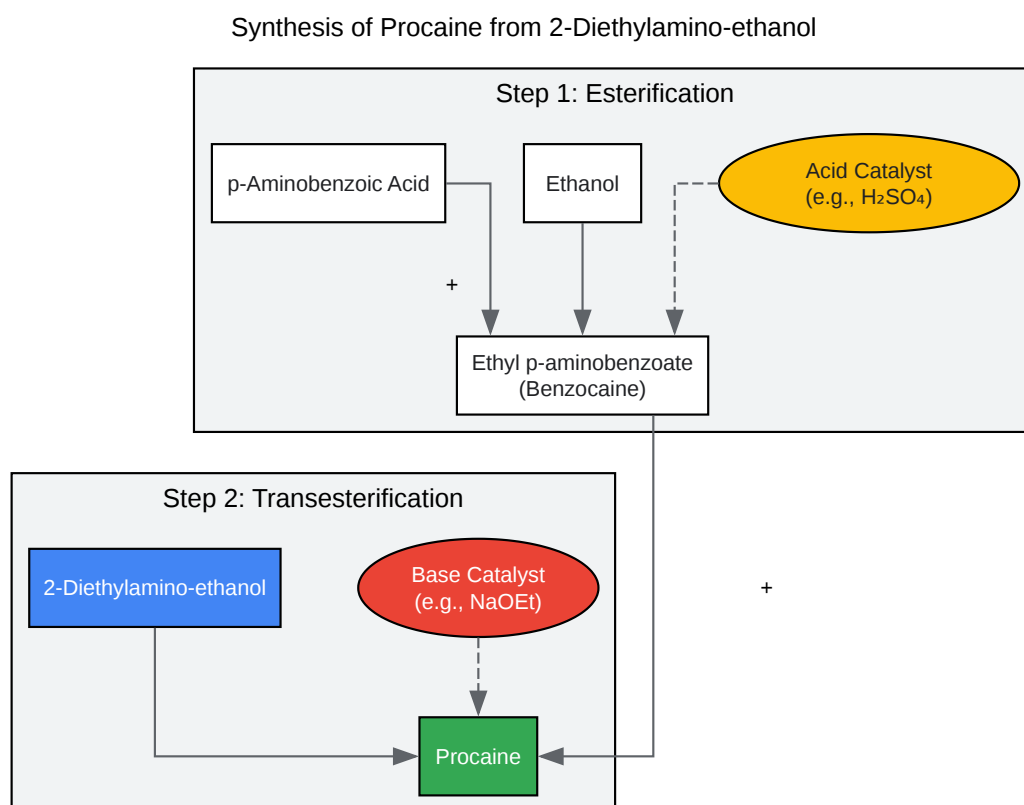 Synthesis of Procaine from 2-Diethylamino-ethanol
Step 1: Esterification
p-Aminobenzoic Acid
Ethanol
Acid Catalyst
(e.g., H₂SO₄)
+
Ethyl p-aminobenzoate
(Benzocaine)
Step 2: Transesterification
2-Diethylamino-ethanol
Base Catalyst
(e.g., NaOEt)
+
Procaine